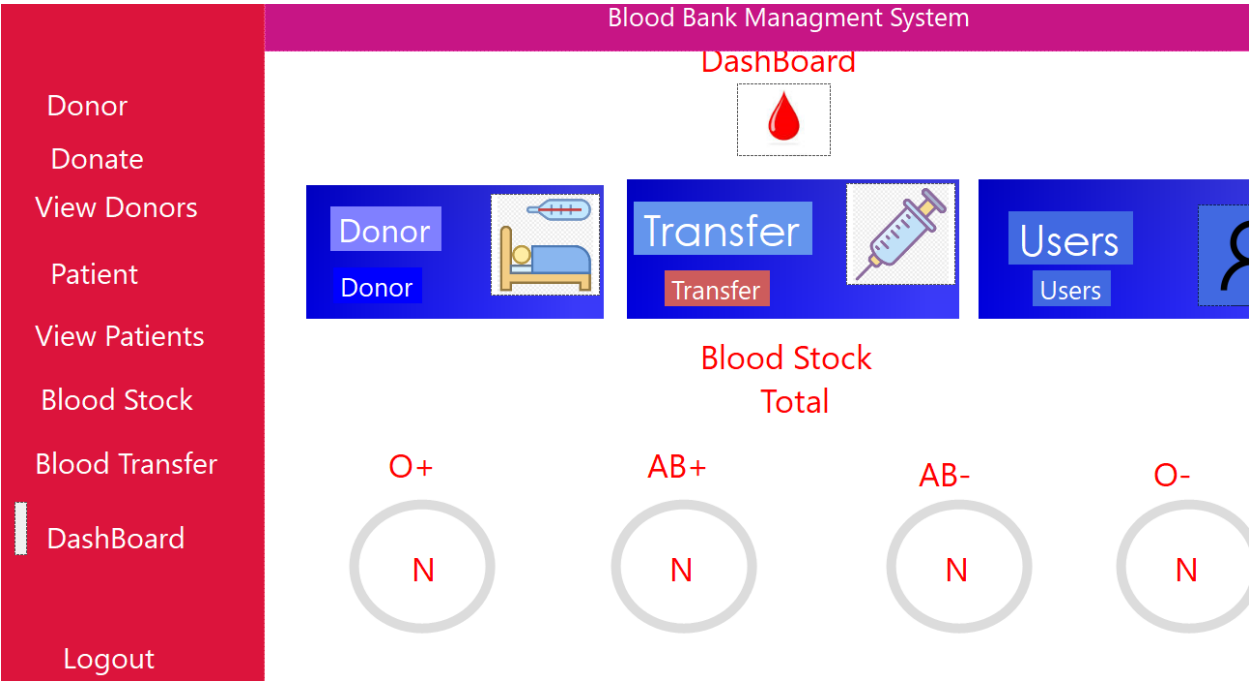 Blood Bank Managment System
DashBoard
Donor
Donate
View Donors
Patient
View Patients
Blood Stock
Blood Transfer
DashBoard
Logout
Donor
Donor
Transfer
Transfer
Users
Users
Blood Stock
Total
O+
AB+
AB-
O-
N
N
N
N